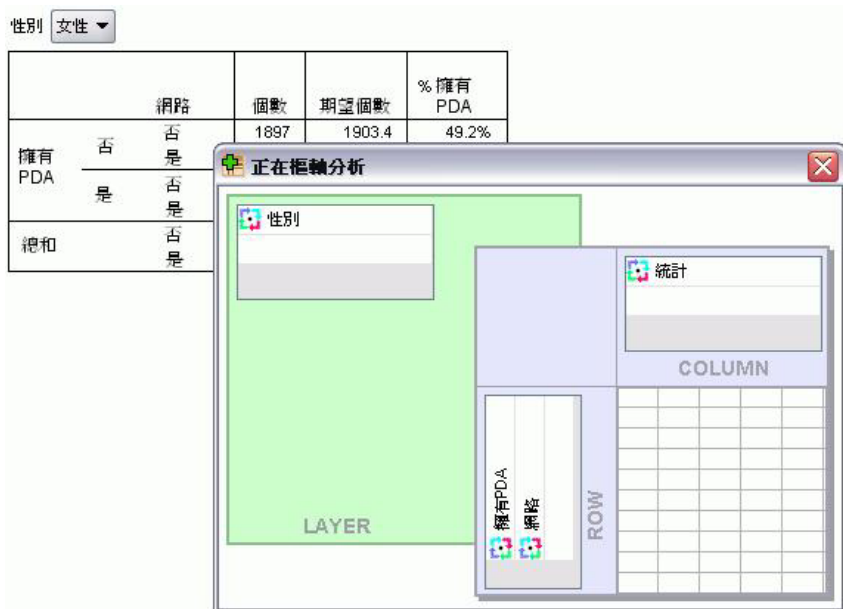 性別 女性
網路 個數 期望個數 % 擁有 PDA
擁有 PDA 否 否 1897 1903.4 49.2%
是
是 否
是
總和 否
是
正在樞軸分析
性別
統計
COLUMN
擁有PDA
網路
ROW
LAYER